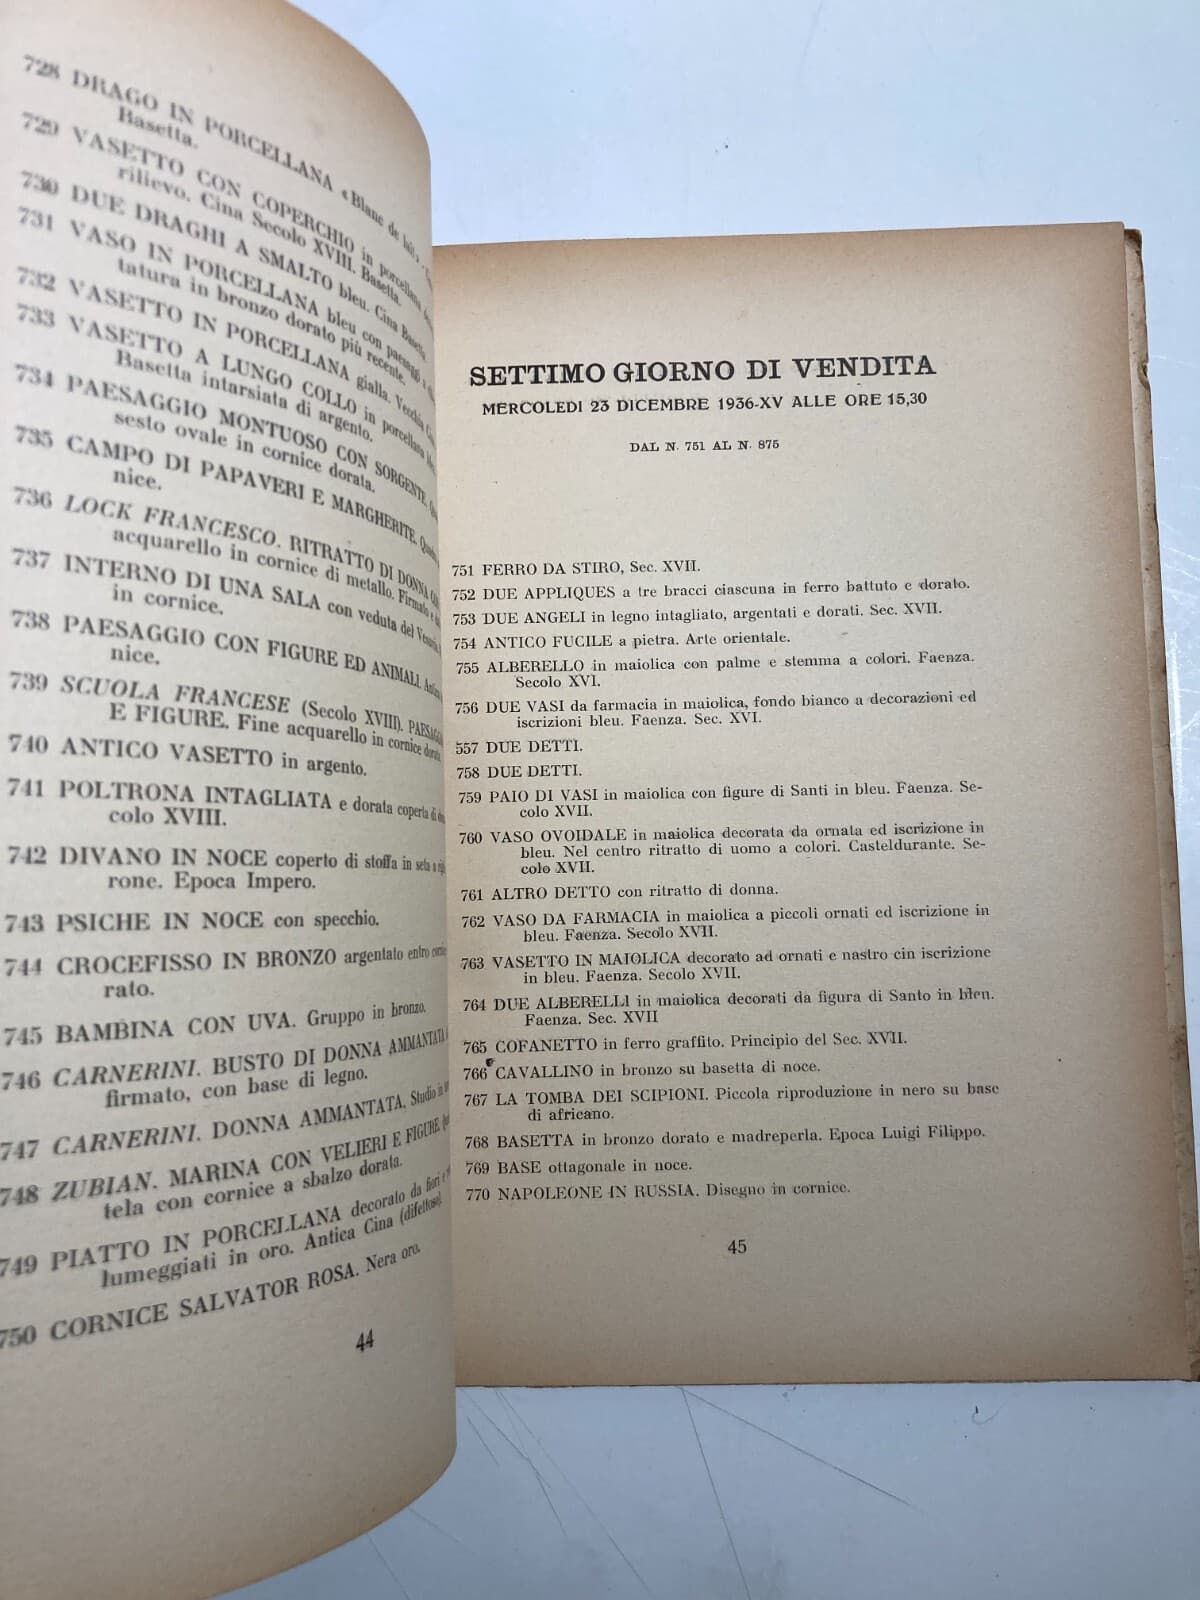 728 DRAGO IN PORCELLANA «Blanc de
Basetta.
729 VASETTO CON COPERCHIO in porcellana
rilievo. Cina Secolo XVIII. Basetta.
730 DUE DRAGHI A SMALTO bleu. Cina Basetta.
731 VASO IN PORCELLANA bleu con paesaggi
tatura in bronzo dorato più recente.
732 VASETTO IN PORCELLANA gialla. Vecchia
733 VASETTO A LUNGO COLLO in porcellana
Basetta intarsiata di argento.
734 PAESAGGIO MONTUOSO CON SORGENTE.
sesto ovale in cornice dorata.
735 CAMPO DI PAPAVERI E MARGHERITE.
nice.
736 LOCK FRANCESCO. RITRATTO DI DONNA
acquarello in cornice di metallo. Firmato e
737 INTERNO DI UNA SALA con veduta del
in cornice.
738 PAESAGGIO CON FIGURE ED ANIMALI.
nice.
739 SCUOLA FRANCESE (Secolo XVIII).
E FIGURE. Fine acquarello in cornice dorata
740 ANTICO VASETTO in argento.
741 POLTRONA INTAGLIATA e dorata coperta di
colo XVIII.
742 DIVANO IN NOCE coperto di stoffa in seta a
rone. Epoca Impero.
743 PSICHE IN NOCE con specchio.
744 CROCEFISSO IN BRONZO argentato entro
rato.
745 BAMBINA CON UVA. Gruppo in bronzo.
746 CARNERINI. BUSTO DI DONNA AMMANTATA
firmato, con base di legno.
747 CARNERINI. DONNA AMMANTATA. Studio in
748 ZUBIAN. MARINA CON VELIERI E FIGURE
tela con cornice a sbalzo dorata.
749 PIATTO IN PORCELLANA decorato da fiori e
lumeggiati in oro. Antica Cina (difettoso).
750 CORNICE SALVATOR ROSA. Nera oro.
44
SETTIMO GIORNO DI VENDITA
MERCOLEDI 23 DICEMBRE 1936-XV ALLE ORE 15,30
DAL N. 751 AL N. 875
751 FERRO DA STIRO, Sec. XVII.
752 DUE APPLIQUES a tre bracci ciascuna in ferro battuto e dorato.
753 DUE ANGELI in legno intagliato, argentati e dorati. Sec. XVII.
754 ANTICO FUCILE a pietra. Arte orientale.
755 ALBERELLO in maiolica con palme e stemma a colori. Faenza.
Secolo XVI.
756 DUE VASI da farmacia in maiolica, fondo bianco a decorazioni ed
iscrizioni bleu. Faenza. Sec. XVI.
557 DUE DETTI.
758 DUE DETTI.
759 PAIO DI VASI in maiolica con figure di Santi in bleu. Faenza. Se-
colo XVII.
760 VASO OVOIDALE in maiolica decorata da ornata ed iscrizione in
bleu. Nel centro ritratto di uomo a colori. Casteldurante. Se-
colo XVII.
761 ALTRO DETTO con ritratto di donna.
762 VASO DA FARMACIA in maiolica a piccoli ornati ed iscrizione in
bleu. Faenza. Secolo XVII.
763 VASETTO IN MAIOLICA decorato ad ornati e nastro cin iscrizione
in bleu. Faenza. Secolo XVII.
764 DUE ALBERELLI in maiolica decorati da figura di Santo in bleu.
Faenza. Sec. XVII
765 COFANETTO in ferro graffito. Principio del Sec. XVII.
766 CAVALLINO in bronzo su basetta di noce.
767 LA TOMBA DEI SCIPIONI. Piccola riproduzione in nero su base
di africano.
768 BASETTA in bronzo dorato e madreperla. Epoca Luigi Filippo.
769 BASE ottagonale in noce.
770 NAPOLEONE IN RUSSIA. Disegno in cornice.
45